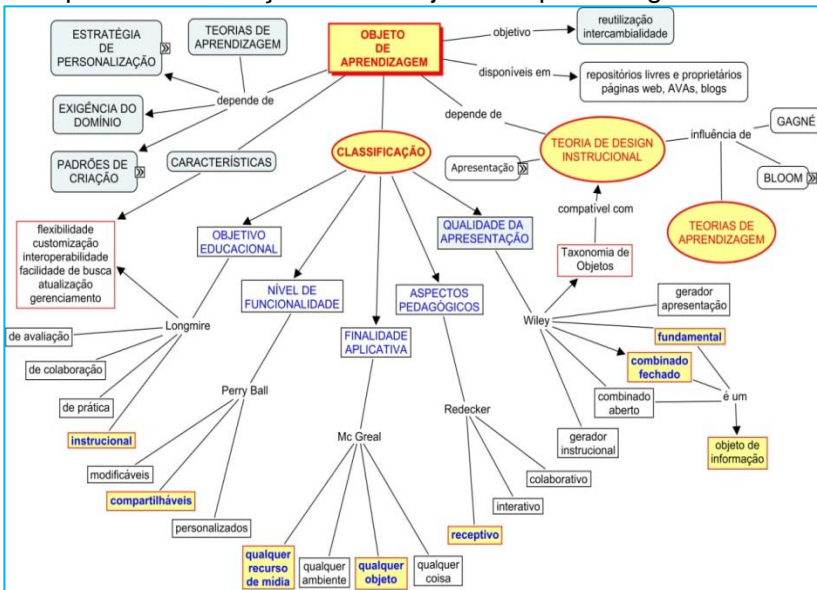 ESTRATÉGIA
DE
PERSONALIZAÇÃO
TEORIAS DE
APRENDIZAGEM
OBJETO
DE
APRENDIZAGEM
objetivo
reutilização
intercambialidade
disponíveis em
repositórios livres e proprietários
páginas web, AVAs, blogs
EXIGÊNCIA DO
DOMÍNIO
depende de
depende de
GAGNÉ
TEORIA DE DESIGN
INSTRUCIONAL
influência de
PADRÕES DE
CRIAÇÃO
CARACTERÍSTICAS
CLASSIFICAÇÃO
Apresentação
BLOOM
compatível com
flexibilidade
customização
interoperabilidade
facilidade de busca
atualização
gerenciamento
OBJETIVO
EDUCACIONAL
QUALIDADE DA
APRESENTAÇÃO
TEORIAS DE
APRENDIZAGEM
Taxonomia de
Objetos
NÍVEL DE
FUNCIONALIDADE
ASPECTOS
PEDAGÓGICOS
gerador
apresentação
Longmire
FINALIDADE
APLICATIVA
Wiley
de avaliação
fundamental
de colaboração
combinado
fechado
Perry Ball
Redecker
combinado
aberto
é um
de prática
instrucional
Mc Greal
gerador
instrucional
objeto de
informação
modificáveis
colaborativo
compartilháveis
interativo
personalizados
receptivo
qualquer
recurso
de mídia
qualquer
ambiente
qualquer
objeto
qualquer
coisa